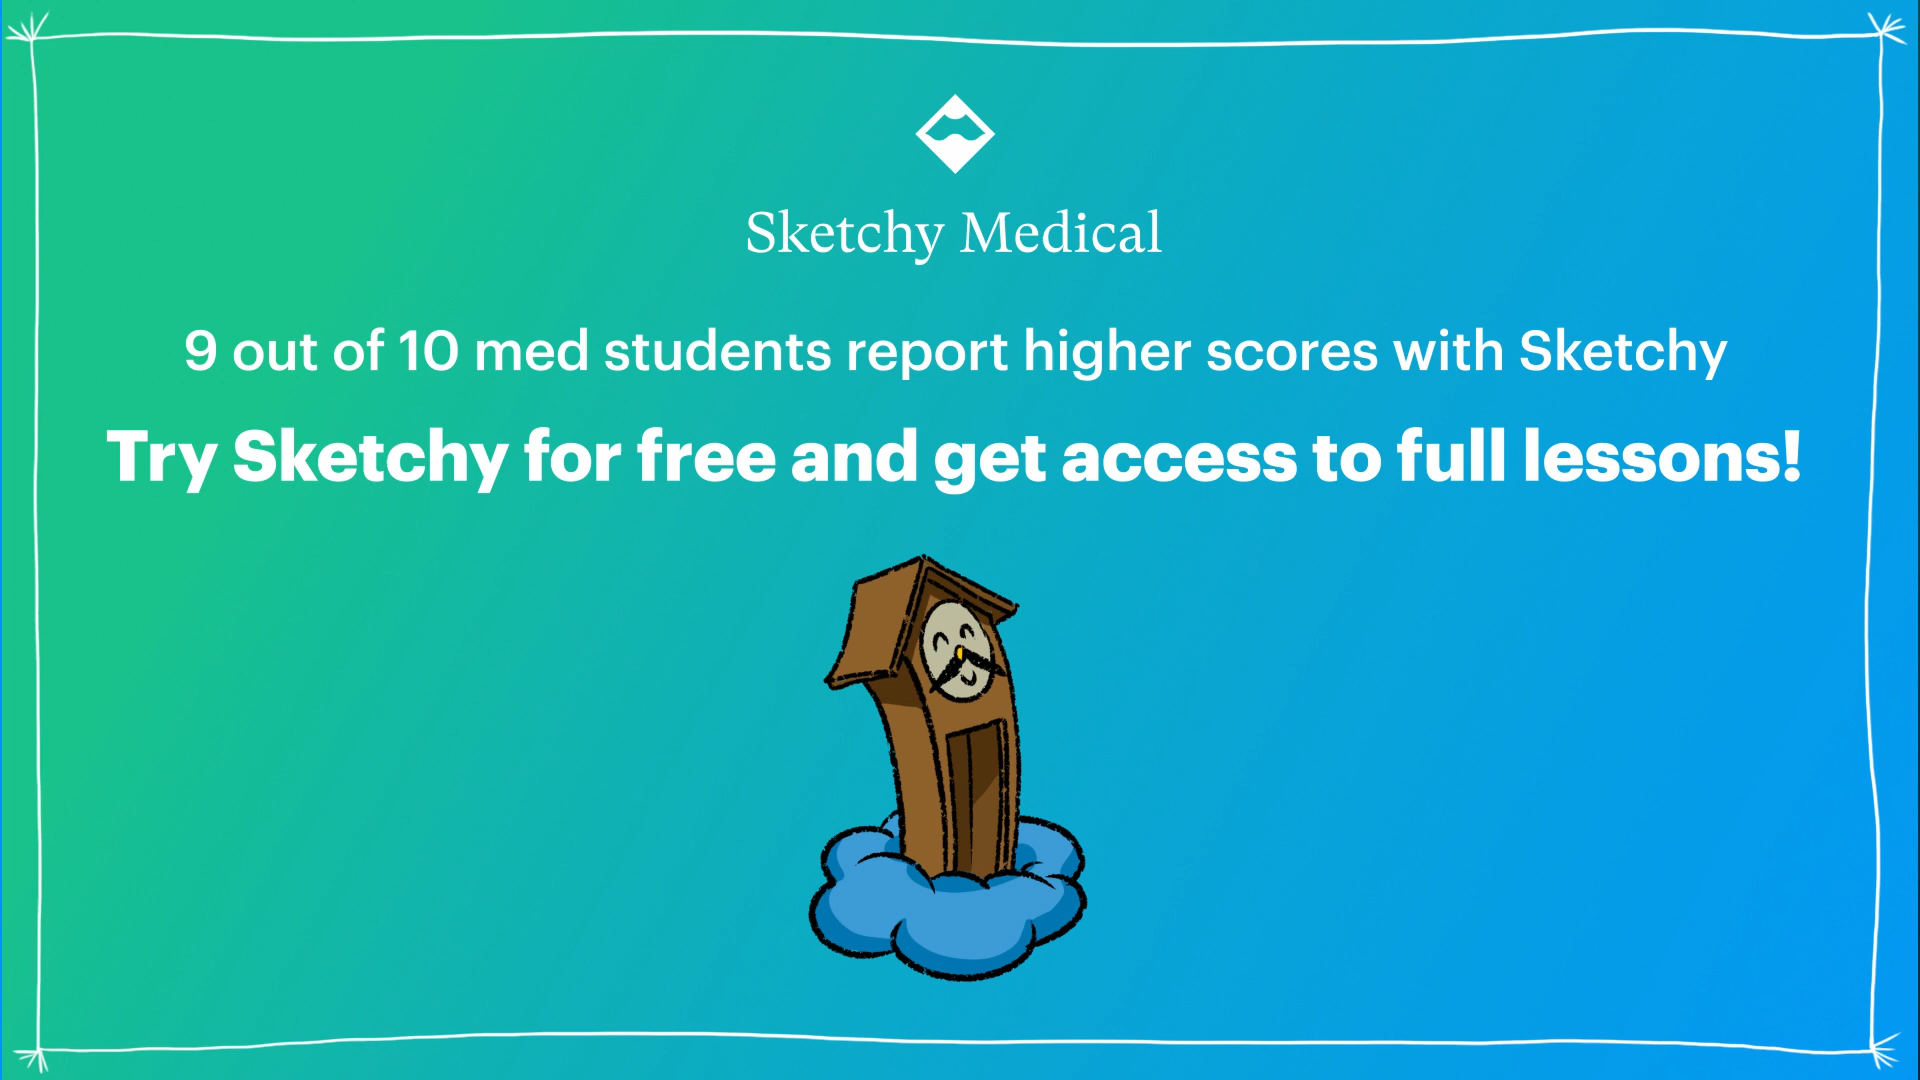 Sketchy Medical
9 out of 10 med students report higher scores with Sketchy
Try Sketchy for free and get access to full lessons!